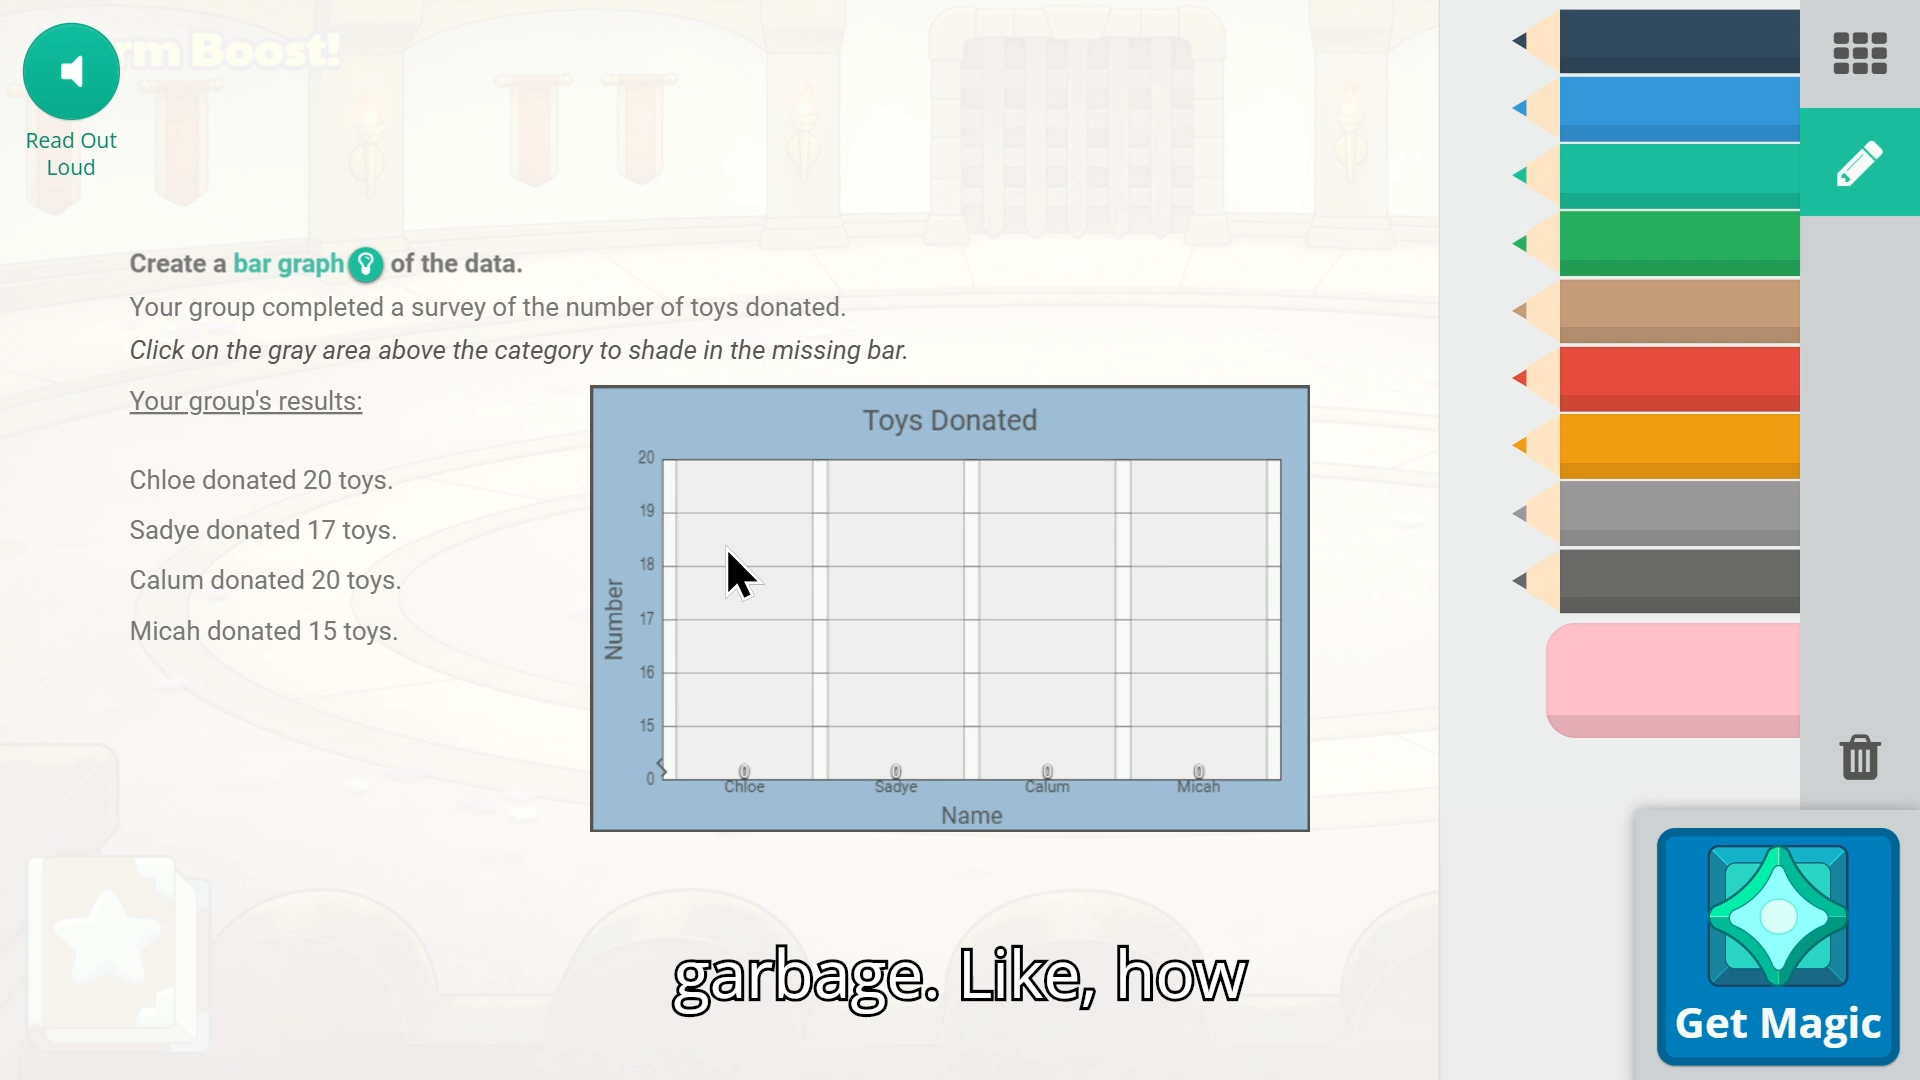 rm Boost!
Read Out
Loud
Create a bar graph of the data.
Your group completed a survey of the number of toys donated.
Click on the gray area above the category to shade in the missing bar.
Your group's results:
Chloe donated 20 toys.
Sadye donated 17 toys.
Calum donated 20 toys.
Micah donated 15 toys.
Toys Donated
20
19
18
17
16
15
0
Number
0 0 0 0
Chloe Sadye Calum Micah
Name
garbage. Like, how
Get Magic